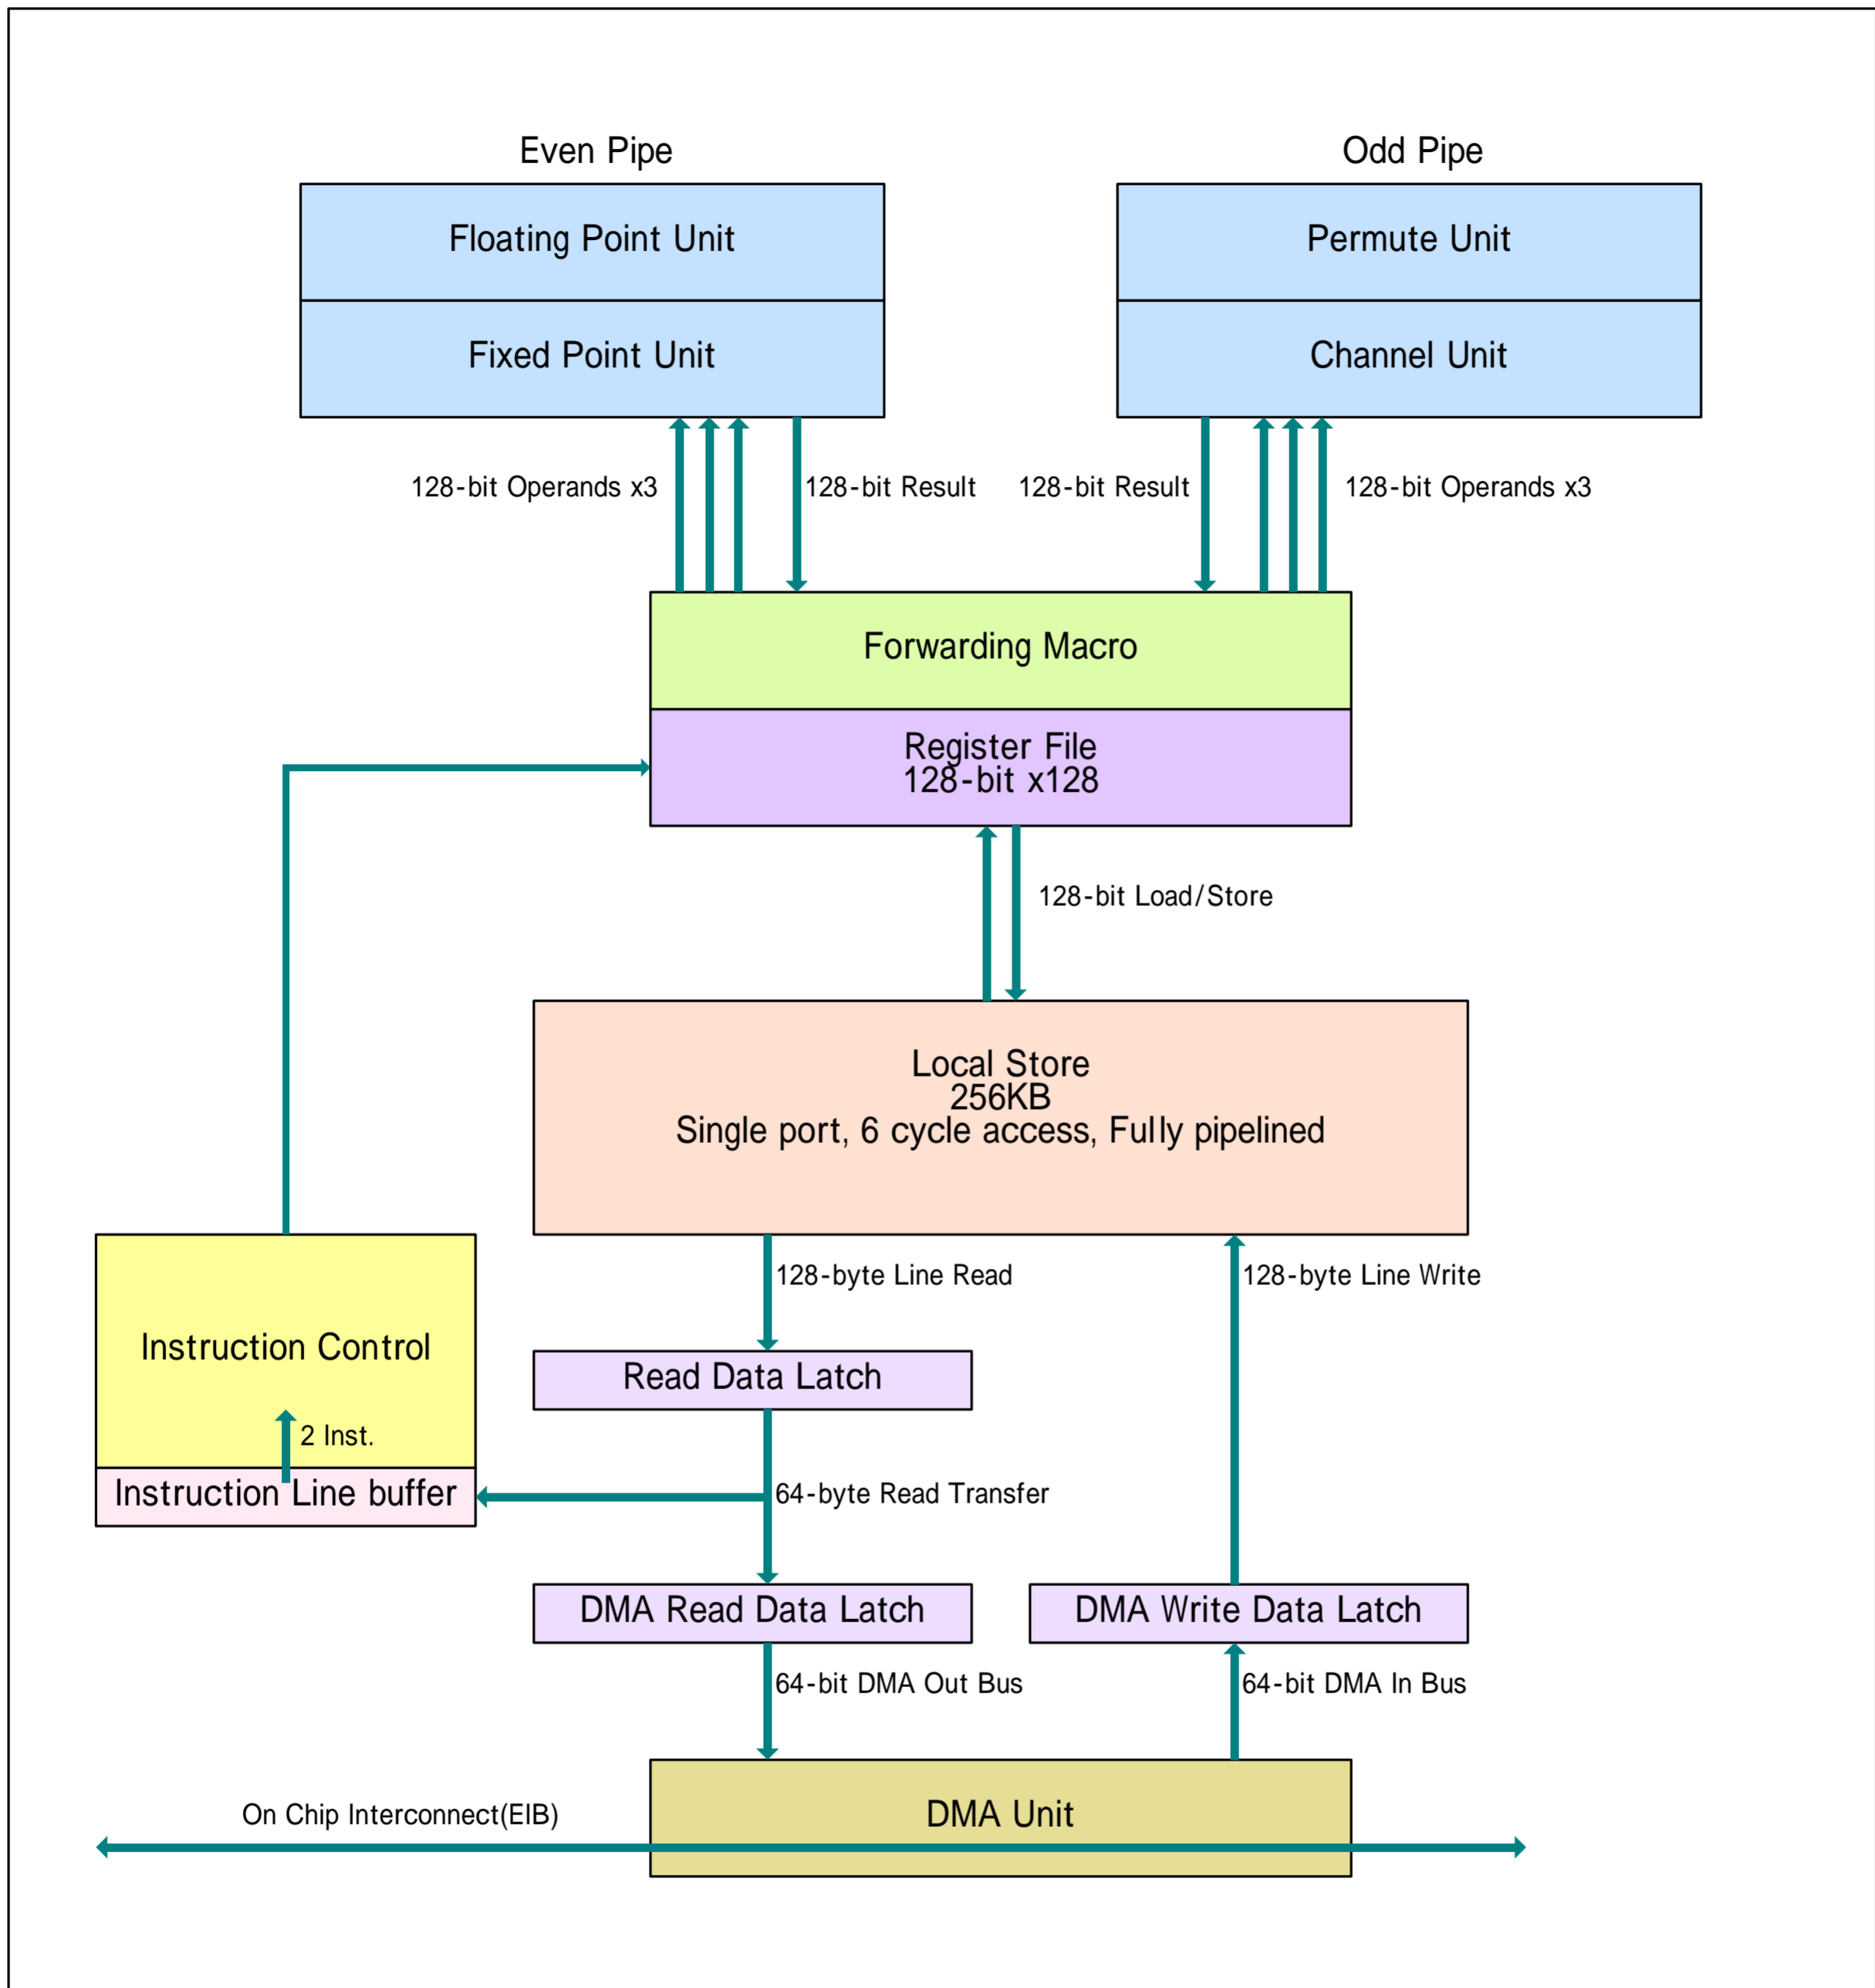 Even Pipe
Odd Pipe
Floating Point Unit
Permute Unit
Fixed Point Unit
Channel Unit
128-bit Operands x3
128-bit Result
128-bit Result
128-bit Operands x3
Forwarding Macro
Register File
128-bit x128
128-bit Load/Store
Local Store
256KB
Single port, 6 cycle access, Fully pipelined
128-byte Line Read
128-byte Line Write
Instruction Control
Read Data Latch
2 Inst.
Instruction Line buffer
64-byte Read Transfer
DMA Read Data Latch
DMA Write Data Latch
64-bit DMA Out Bus
64-bit DMA In Bus
On Chip Interconnect(EIB)
DMA Unit